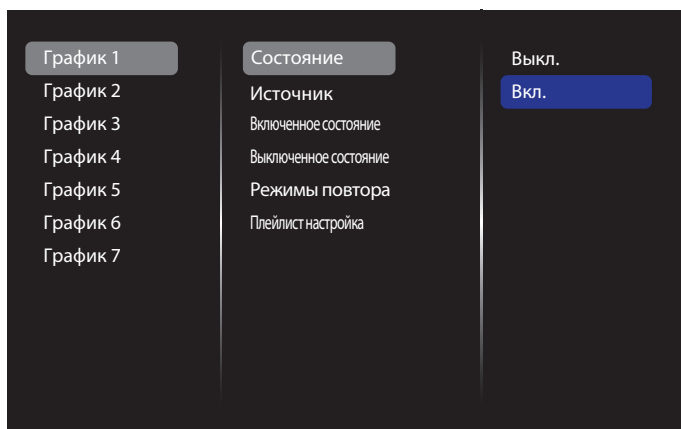 График 1
График 2
График 3
График 4
График 5
График 6
График 7
Состояние
Источник
Включенное состояние
Выключенное состояние
Режимы повтора
Плейлист настройка
Выкл.
Вкл.